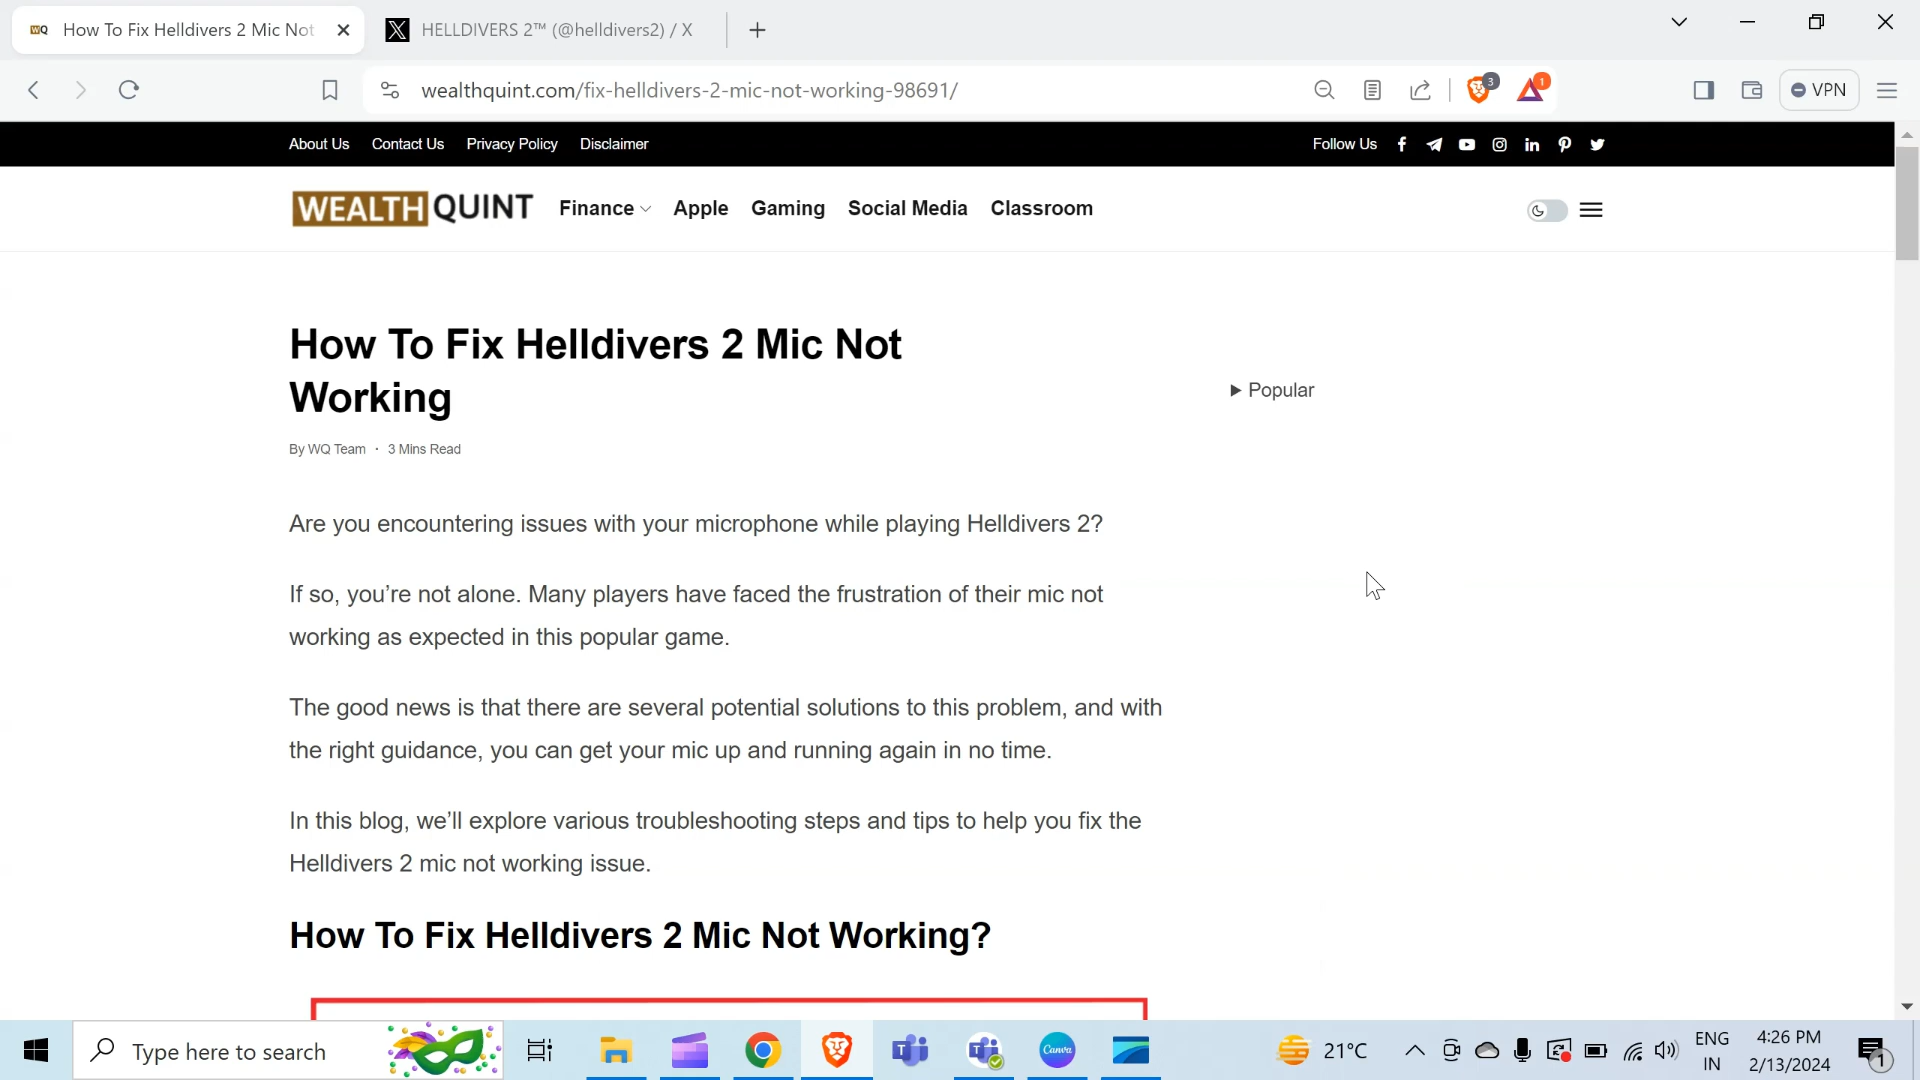 WQ How To Fix Helldivers 2 Mic Not
HELLDIVERS 2™ (@helldivers2) / X
wealthquint.com/fix-helldivers-2-mic-not-working-98691/
3
1
VPN
About Us Contact Us Privacy Policy Disclaimer
Follow Us
WEALTH QUINT
Finance Apple Gaming Social Media Classroom
How To Fix Helldivers 2 Mic Not
Working
Popular
By WQ Team · 3 Mins Read
Are you encountering issues with your microphone while playing Helldivers 2?
If so, you’re not alone. Many players have faced the frustration of their mic not
working as expected in this popular game.
The good news is that there are several potential solutions to this problem, and with
the right guidance, you can get your mic up and running again in no time.
In this blog, we’ll explore various troubleshooting steps and tips to help you fix the
Helldivers 2 mic not working issue.
How To Fix Helldivers 2 Mic Not Working?
Type here to search
Canva
21°C
ENG
IN
4:26 PM
2/13/2024
1